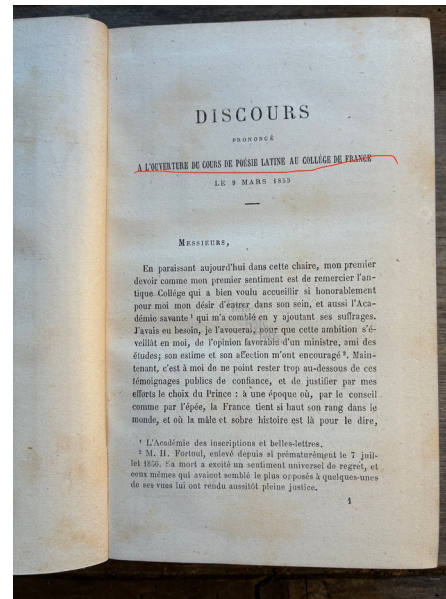 DISCOURS
PRONONCÉ
A L'OUVERTURE DU COURS DE POÉSIE LATINE AU COLLÉGE DE FRANCE
LE 9 MARS 1855
MESSIEURS,
En paraissant aujourd'hui dans cette chaire, mon premier
devoir comme mon premier sentiment est de remercier l'an-
tique Collége qui a bien voulu accueillir si honorablement
pour moi mon désir d'entrer dans son sein, et aussi l'Aca-
démie savante ¹ qui m'a comblé en y ajoutant ses suffrages.
J'avais eu besoin, je l'avouerai, pour que cette ambition s'é-
veillât en moi, de l'opinion favorable d'un ministre, ami des
études; son estime et son affection m'ont encouragé ². Main-
tenant, c'est à moi de ne point rester trop au-dessous de ces
témoignages publics de confiance, et de justifier par mes
efforts le choix du Prince : à une époque où, par le conseil
comme par l'épée, la France tient si haut son rang dans le
monde, et où la mâle et sobre histoire est là pour le dire,
¹ L'Académie des inscriptions et belles-lettres.
² M. H. Fortoul, enlevé depuis si prématurément le 7 juil-
let 1856. Sa mort a excité un sentiment universel de regret, et
ceux mêmes qui avaient semblé le plus opposés à quelques-unes
de ses vues lui ont rendu aussitôt pleine justice.
1